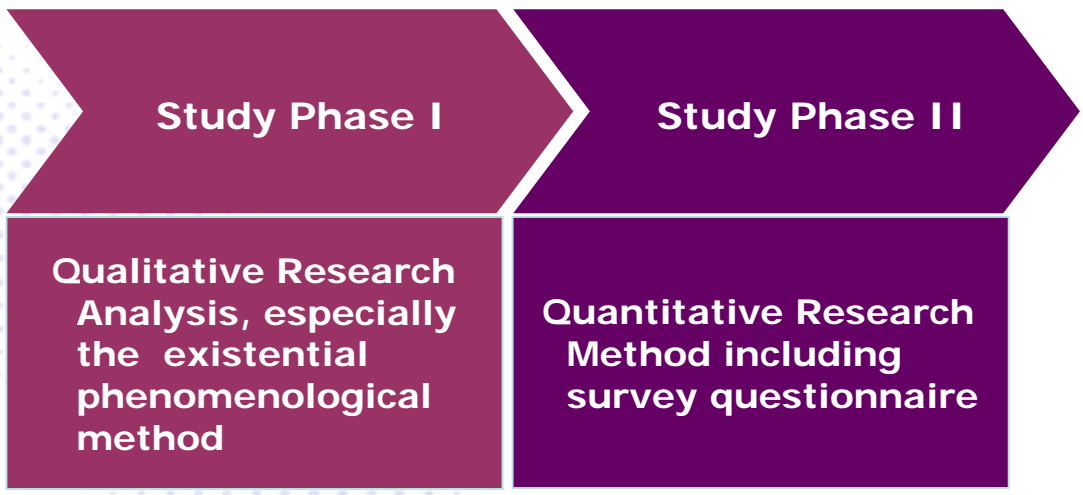 Study Phase I
Study Phase II
Qualitative Research
Analysis, especially
the existential
phenomenological
method
Quantitative Research
Method including
survey questionnaire